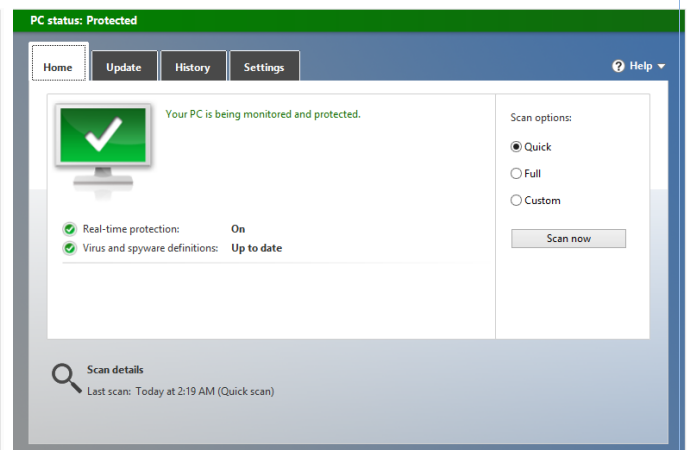 PC status: Protected
Home Update History Settings Help
Your PC is being monitored and protected.
Scan options:
Quick
Full
Custom
Scan now
Real-time protection: On
Virus and spyware definitions: Up to date
Scan details
Last scan: Today at 2:19 AM (Quick scan)